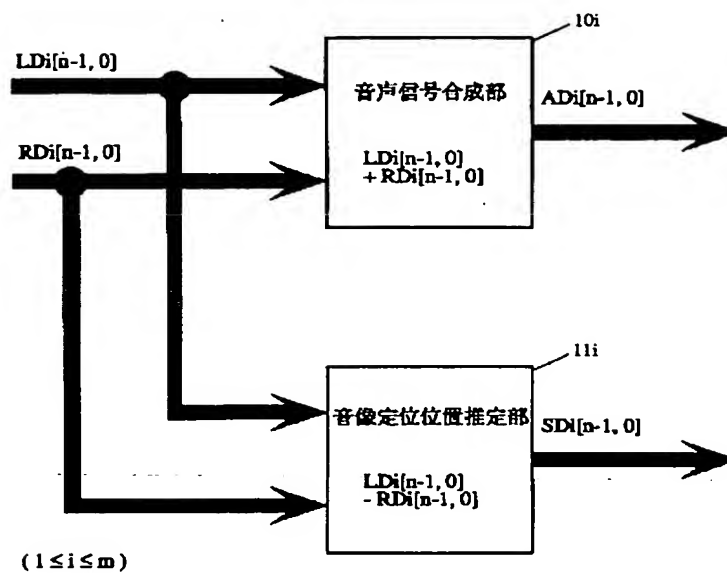 10i
LDi[n-1, 0]
音声信号合成部
ADi[n-1, 0]
RDi[n-1, 0]
LDi[n-1, 0]
+ RDi[n-1, 0]
11i
音像定位位置推定部
SDi[n-1, 0]
LDi[n-1, 0]
- RDi[n-1, 0]
( 1 ≤ i ≤ m )